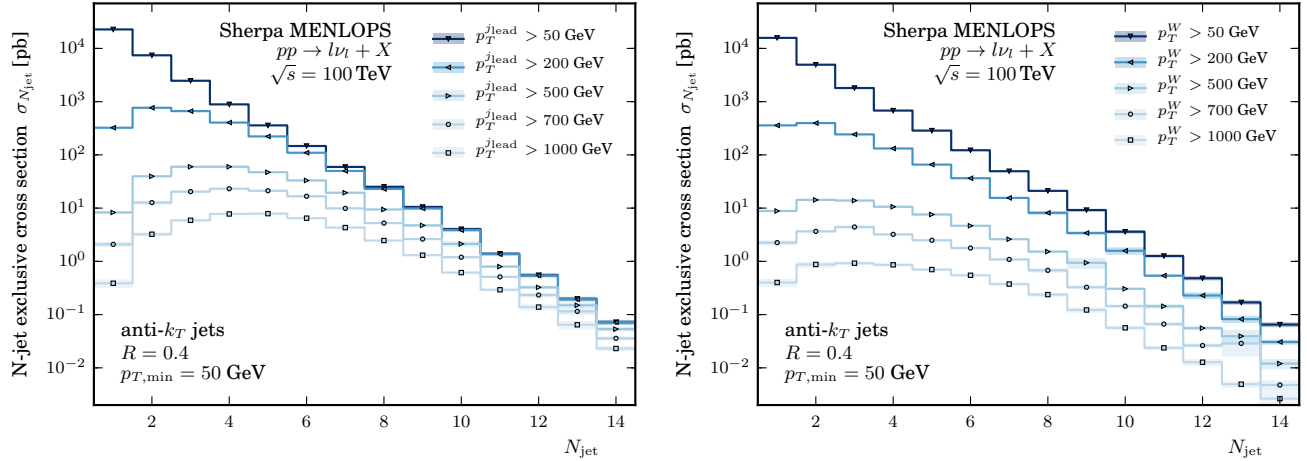 N-jet exclusive cross section σ_{N_jet} [pb]
10^4
10^3
10^2
10^1
10^0
10^{−1}
10^{−2}
Sherpa MENLOPS
pp → lν_l + X
√s = 100 TeV
p_T^{j_lead} > 50 GeV
p_T^{j_lead} > 200 GeV
p_T^{j_lead} > 500 GeV
p_T^{j_lead} > 700 GeV
p_T^{j_lead} > 1000 GeV
anti-k_T jets
R = 0.4
p_{T,min} = 50 GeV
2 4 6 8 10 12 14
N_jet
N-jet exclusive cross section σ_{N_jet} [pb]
10^4
10^3
10^2
10^1
10^0
10^{−1}
10^{−2}
Sherpa MENLOPS
pp → lν_l + X
√s = 100 TeV
p_T^W > 50 GeV
p_T^W > 200 GeV
p_T^W > 500 GeV
p_T^W > 700 GeV
p_T^W > 1000 GeV
anti-k_T jets
R = 0.4
p_{T,min} = 50 GeV
2 4 6 8 10 12 14
N_jet